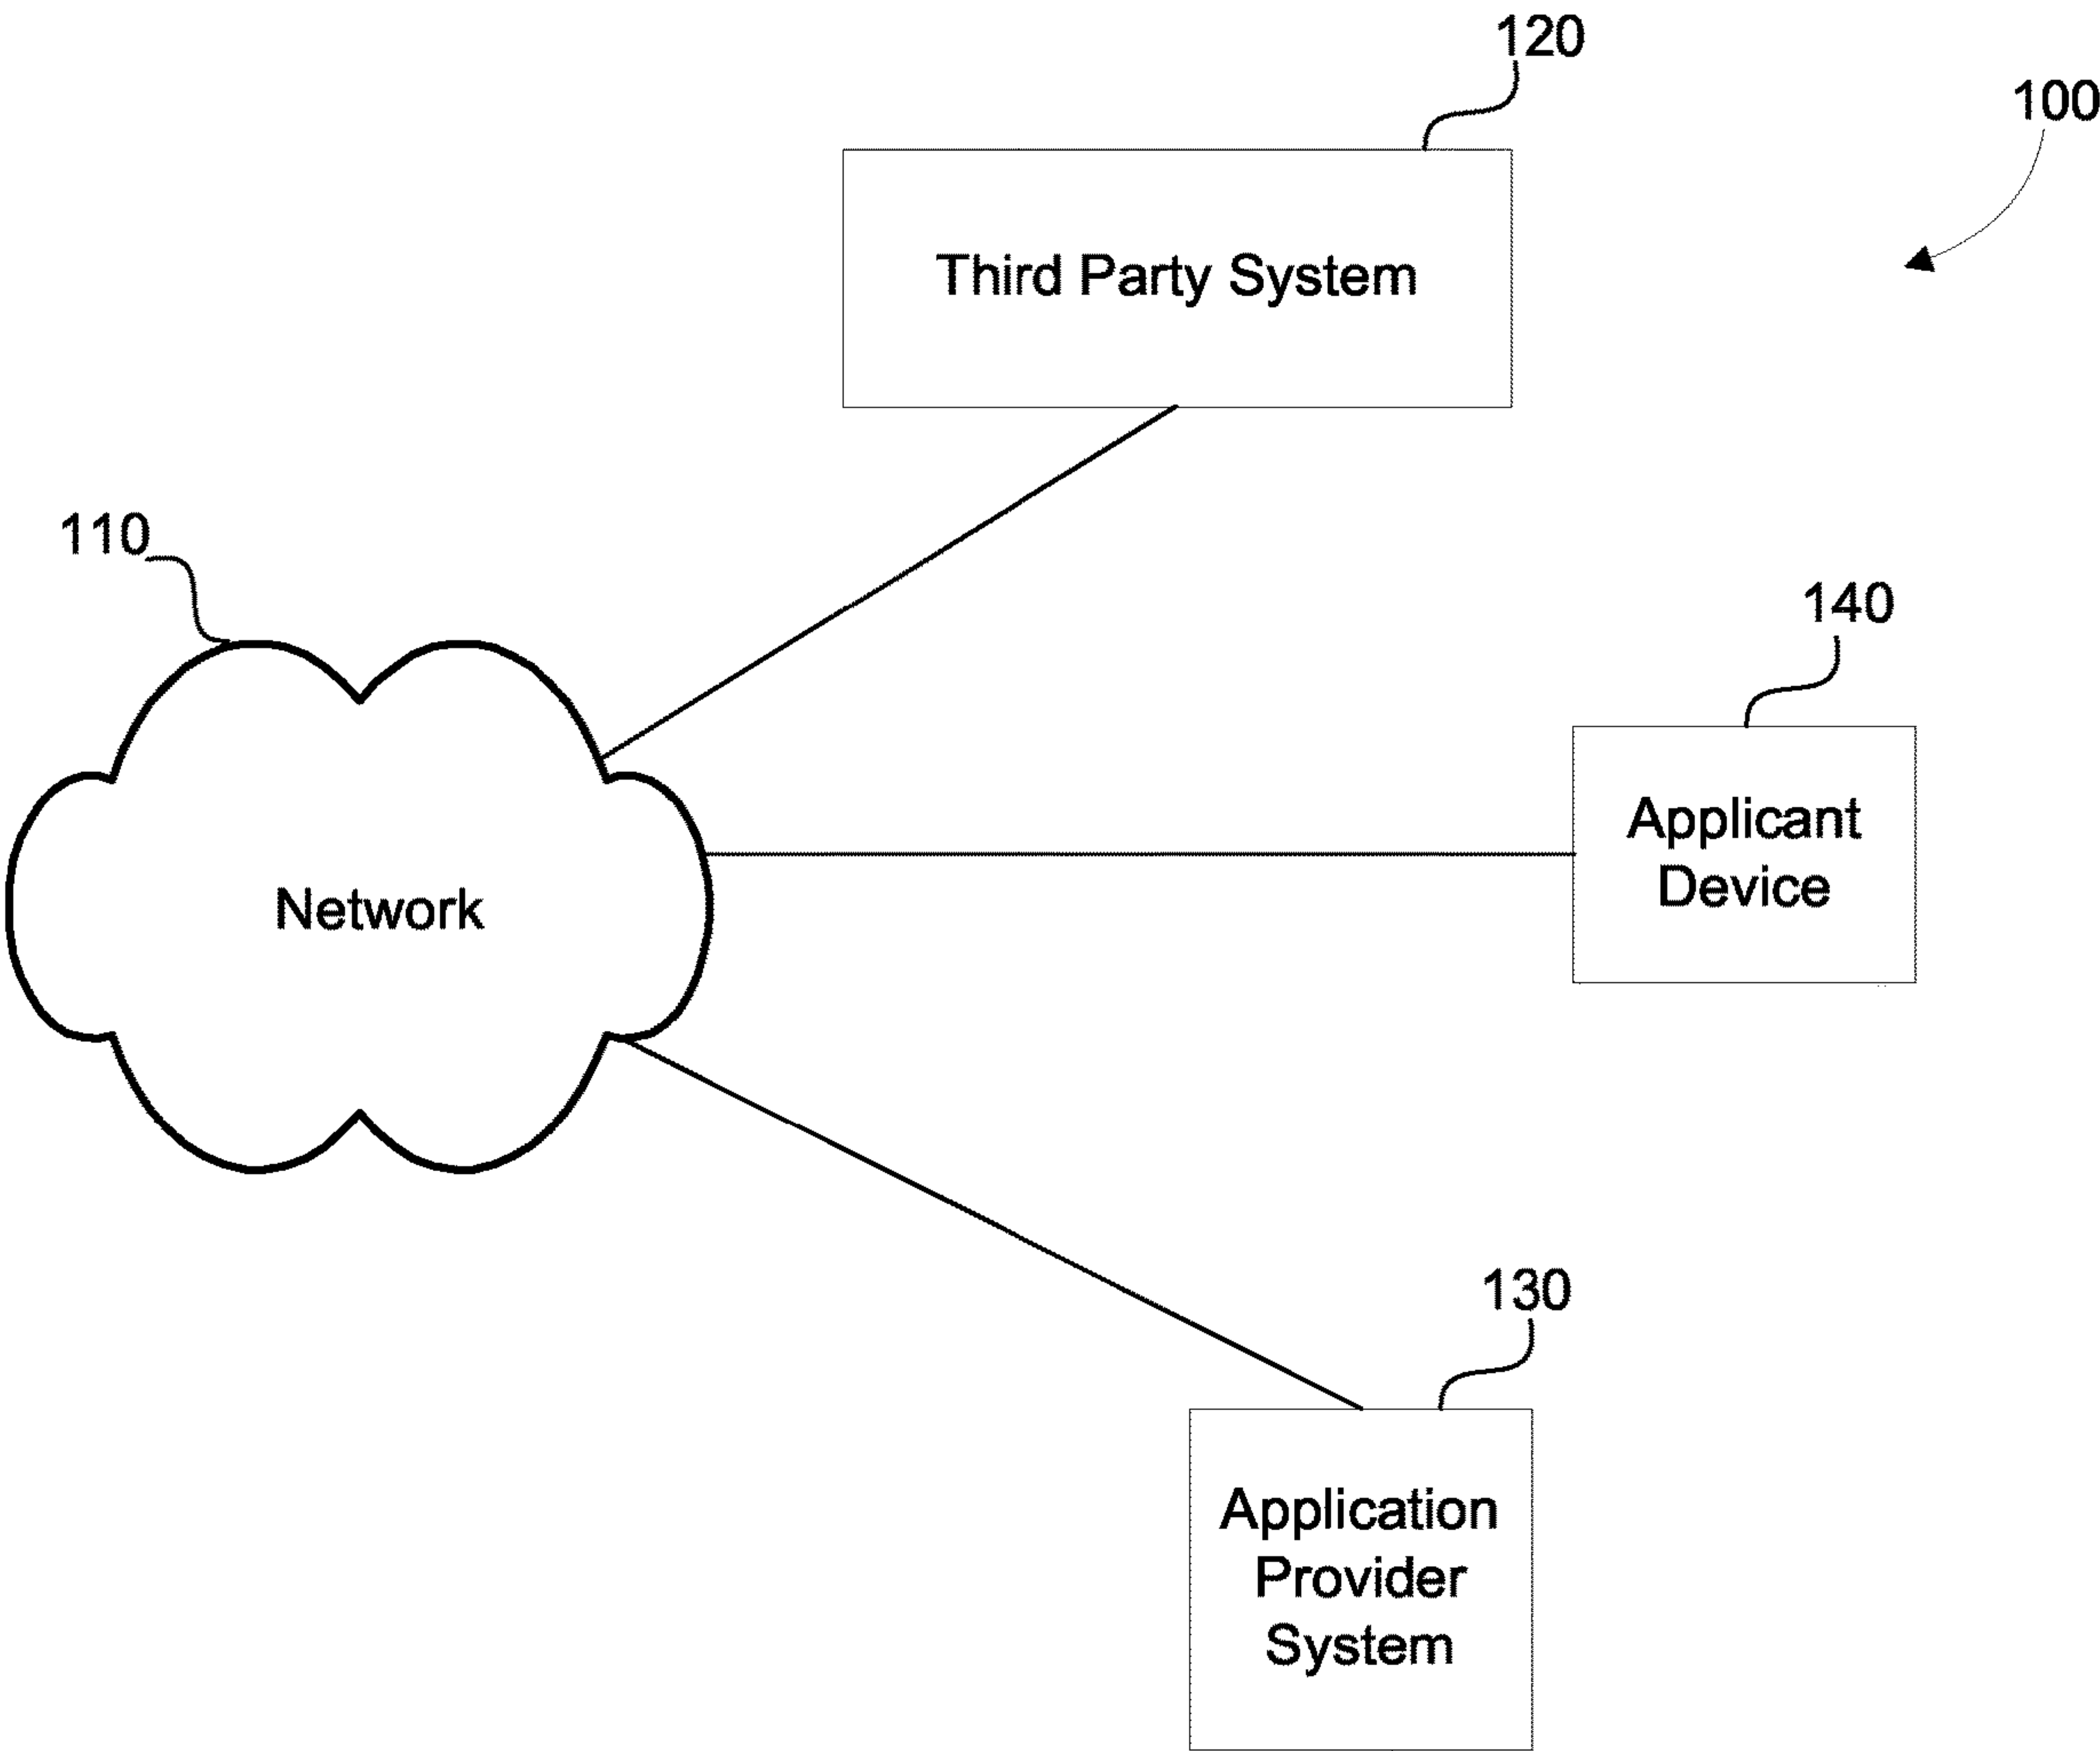 120
100
Third Party System
110
140
Applicant
Device
Network
130
Application
Provider
System